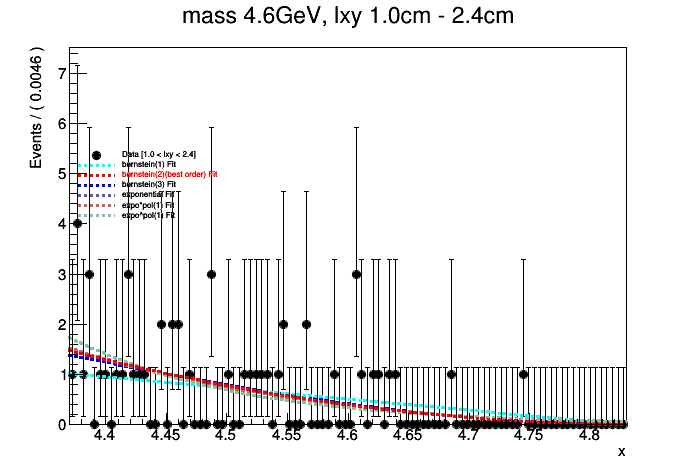 mass 4.6GeV, lxy 1.0cm - 2.4cm
Events / ( 0.0046 )
7
6
5
4
3
2
1
0
Data [1.0 < lxy < 2.4]
bernstein(1) Fit
bernstein(2)(best order) Fit
bernstein(3) Fit
exponential Fit
expo*pol(1) Fit
expo^pol(1) Fit
4.4 4.45 4.5 4.55 4.6 4.65 4.7 4.75 4.8
x